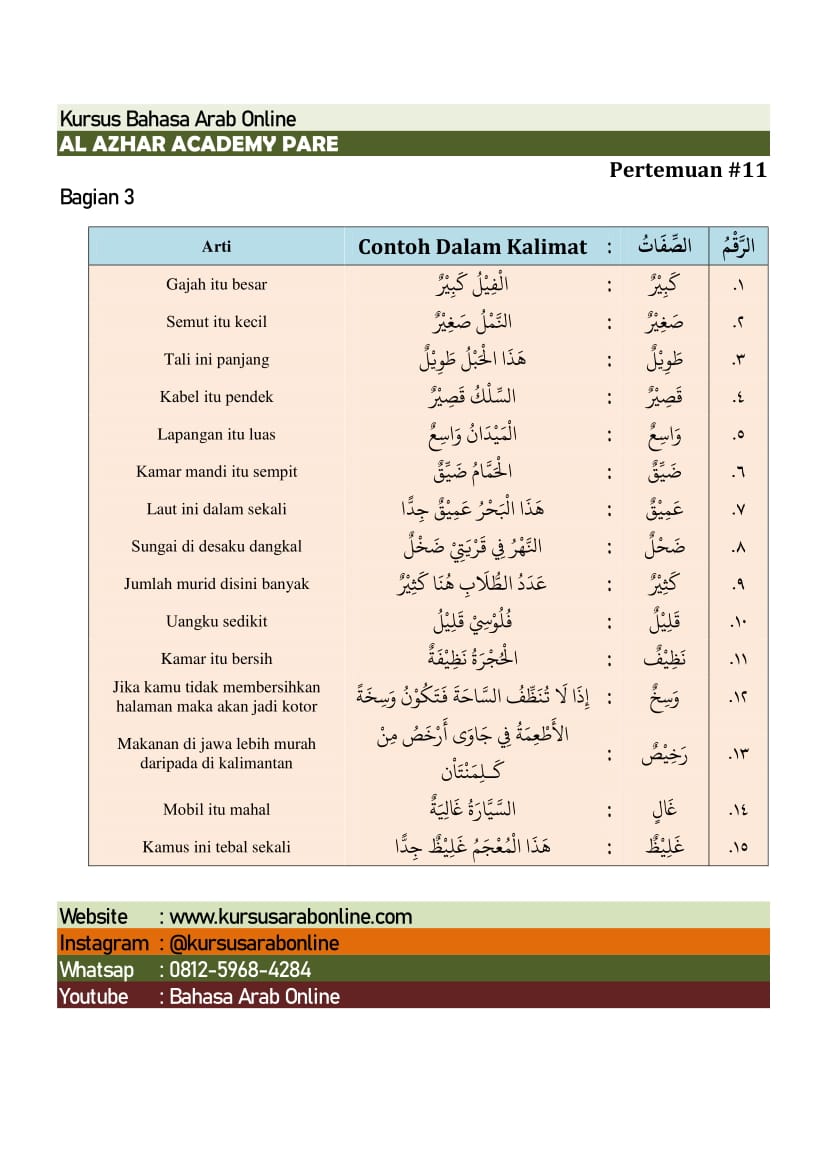 Kursus Bahasa Arab Online
AL AZHAR ACADEMY PARE
Pertemuan #11
Bagian 3
الرَّقْمُ الصِّفَاتُ : Contoh Dalam Kalimat Arti
١. كَبِيْرٌ : الْفِيْلُ كَبِيْرٌ Gajah itu besar
٢. صَغِيْرٌ : النَّمْلُ صَغِيْرٌ Semut itu kecil
٣. طَوِيْلٌ : هَذَا الْحَبْلُ طَوِيْلٌ Tali ini panjang
٤. قَصِيْرٌ : السِّلْكُ قَصِيْرٌ Kabel itu pendek
٥. وَاسِعٌ : الْمَيْدَانُ وَاسِعٌ Lapangan itu luas
٦. ضَيِّقٌ : الْحَمَّامُ ضَيِّقٌ Kamar mandi itu sempit
٧. عَمِيْقٌ : هَذَا الْبَحْرُ عَمِيْقٌ جِدًّا Laut ini dalam sekali
٨. ضَحْلٌ : النَّهْرُ فِي قَرْيَتِيْ ضَحْلٌ Sungai di desaku dangkal
٩. كَثِيْرٌ : عَدَدُ الطُّلَابِ هُنَا كَثِيْرٌ Jumlah murid disini banyak
١٠. قَلِيْلٌ : فُلُوْسِيْ قَلِيْلُ Uangku sedikit
١١. نَظِيْفٌ : الْحُجْرَةُ نَظِيْفَةٌ Kamar itu bersih
١٢. وَسِخٌ : إِذَا لَا تُنَظِّفُ السَّاحَةَ فَتَكُوْنُ وَسِخَةً Jika kamu tidak membersihkan
halaman maka akan jadi kotor
١٣. رَخِيْصٌ : الأَطْعِمَةُ فِي جَاوَى أَرْخَصُ مِنْ Makanan di jawa lebih murah
كَلِمَنْتَاْن daripada di kalimantan
١٤. غَالٍ : السَّيَّارَةُ غَالِيَةٌ Mobil itu mahal
١٥. غَلِيْظٌ : هَذَا الْمُعْجَمُ غَلِيْظٌ جِدًّا Kamus ini tebal sekali
Website : www.kursusarabonline.com
Instagram : @kursusarabonline
Whatsap : 0812-5968-4284
Youtube : Bahasa Arab Online